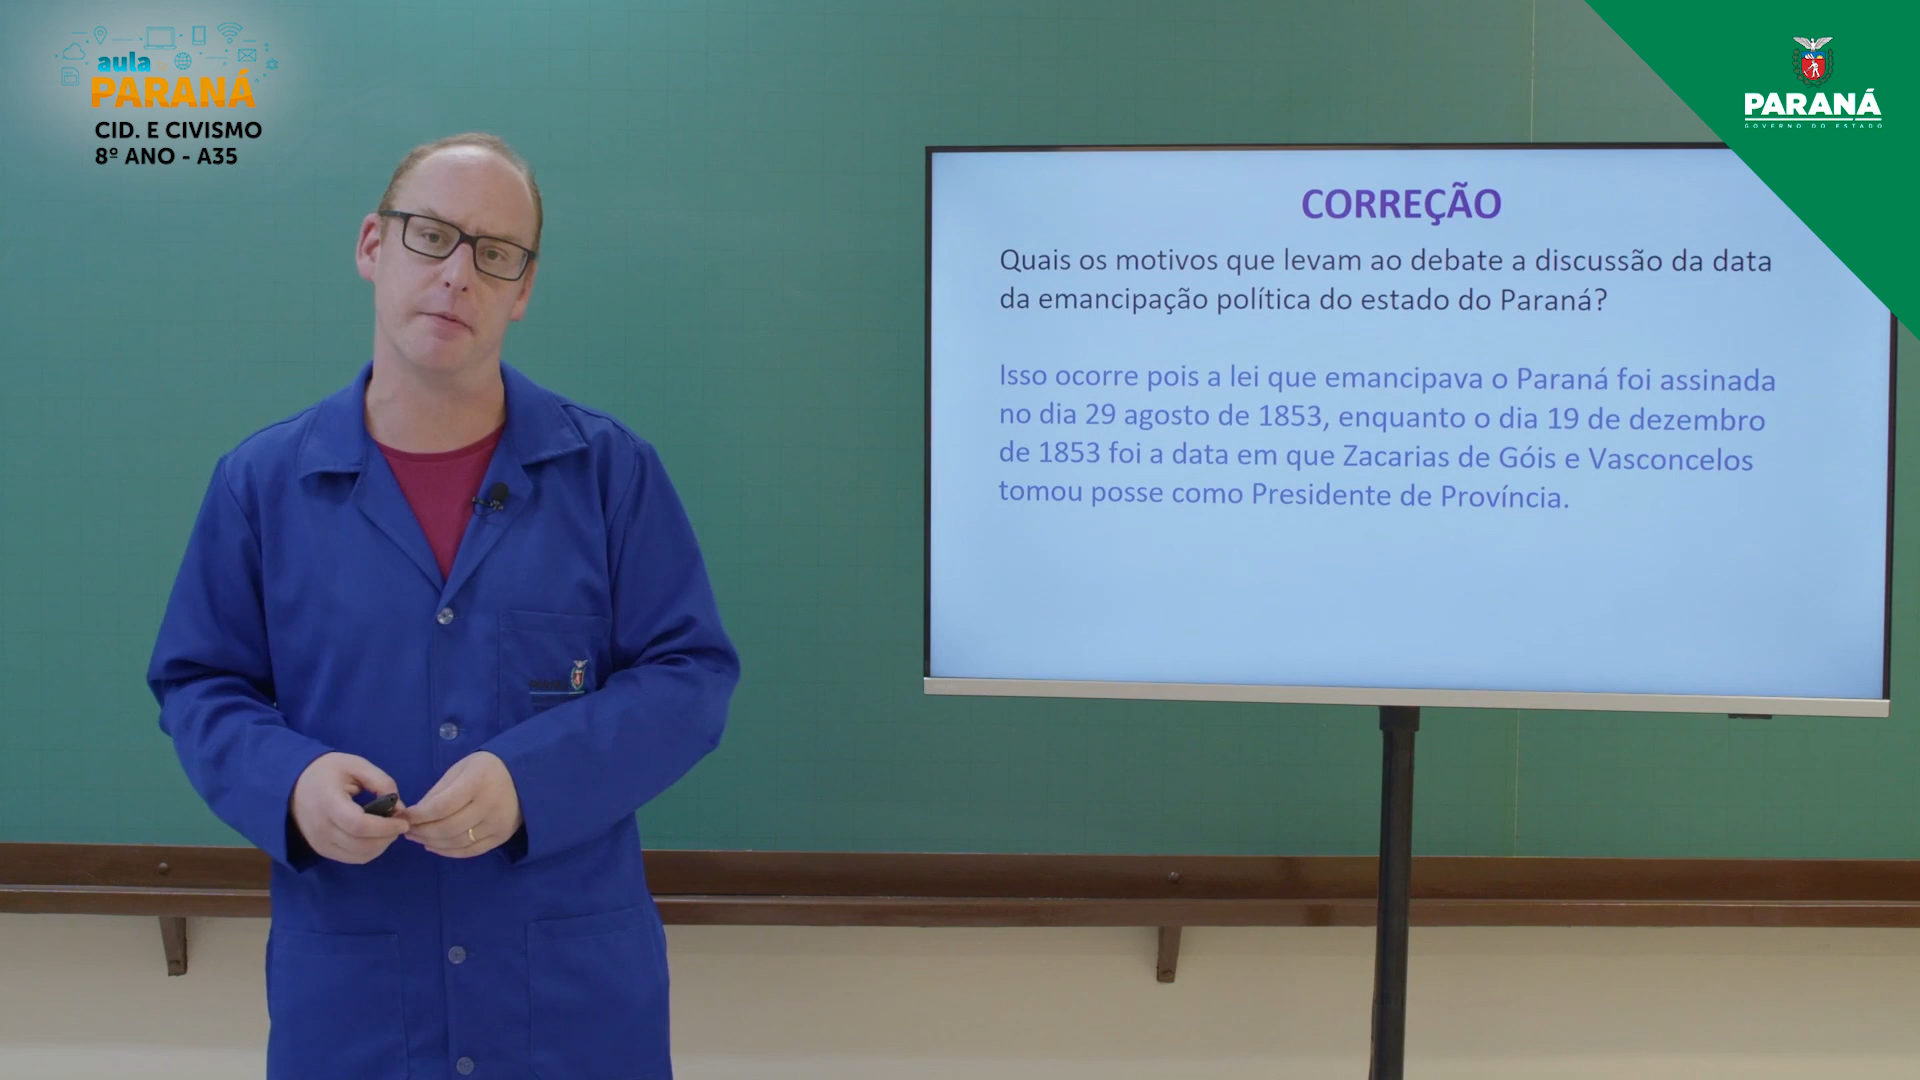 aula
PARANÁ
CID. E CIVISMO
8º ANO - A35
PARANÁ
GOVERNO DO ESTADO
CORREÇÃO
Quais os motivos que levam ao debate a discussão da data
da emancipação política do estado do Paraná?
Isso ocorre pois a lei que emancipava o Paraná foi assinada
no dia 29 agosto de 1853, enquanto o dia 19 de dezembro
de 1853 foi a data em que Zacarias de Góis e Vasconcelos
tomou posse como Presidente de Província.